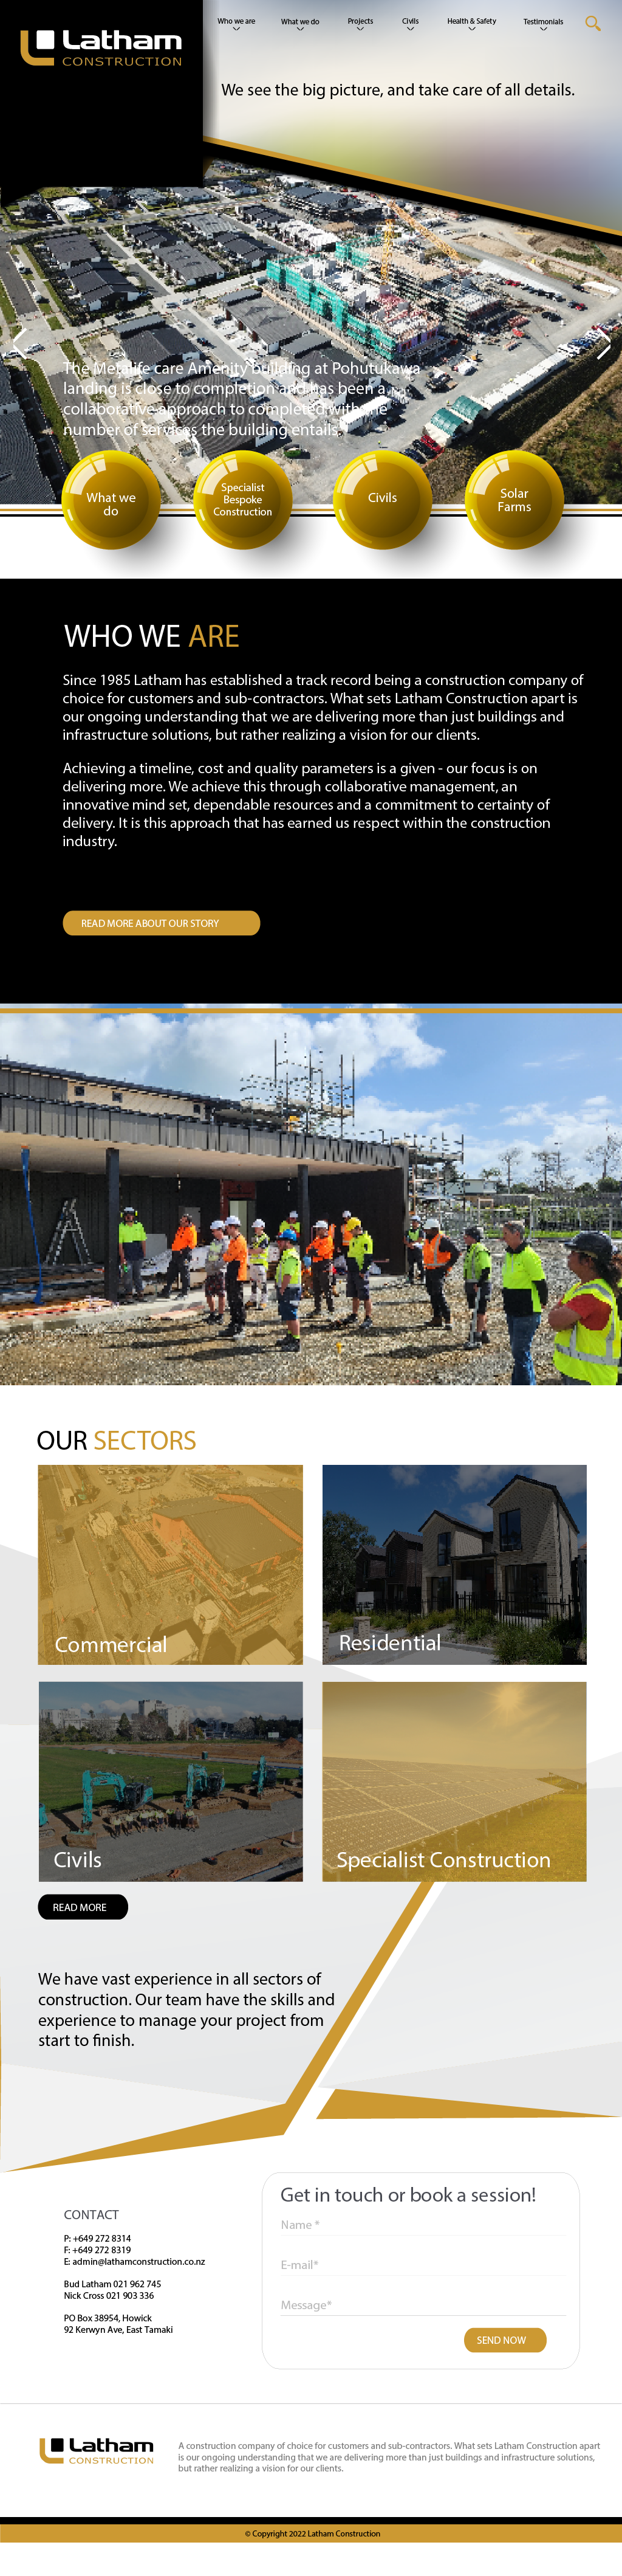 Latham
CONSTRUCTION
Who we are
What we do
Projects
Civils
Health & Safety
Testimonials
We see the big picture, and take care of all details.
The Metalife care Amenity building at Pohutukawa
landing is close to completion and has been a
collaborative approach to completed with the
number of services the building entails.
What we
do
Specialist
Bespoke
Construction
Civils
Solar
Farms
WHO WE ARE
Since 1985 Latham has established a track record being a construction company of
choice for customers and sub-contractors. What sets Latham Construction apart is
our ongoing understanding that we are delivering more than just buildings and
infrastructure solutions, but rather realizing a vision for our clients.
Achieving a timeline, cost and quality parameters is a given - our focus is on
delivering more. We achieve this through collaborative management, an
innovative mind set, dependable resources and a commitment to certainty of
delivery. It is this approach that has earned us respect within the construction
industry.
READ MORE ABOUT OUR STORY
OUR SECTORS
Commercial
Residential
Civils
Specialist Construction
READ MORE
We have vast experience in all sectors of
construction. Our team have the skills and
experience to manage your project from
start to finish.
CONTACT
P: +649 272 8314
F: +649 272 8319
E: admin@lathamconstruction.co.nz
Bud Latham 021 962 745
Nick Cross 021 903 336
PO Box 38954, Howick
92 Kerwyn Ave, East Tamaki
Get in touch or book a session!
Name *
E-mail*
Message*
SEND NOW
Latham
CONSTRUCTION
A construction company of choice for customers and sub-contractors. What sets Latham Construction apart
is our ongoing understanding that we are delivering more than just buildings and infrastructure solutions,
but rather realizing a vision for our clients.
© Copyright 2022 Latham Construction